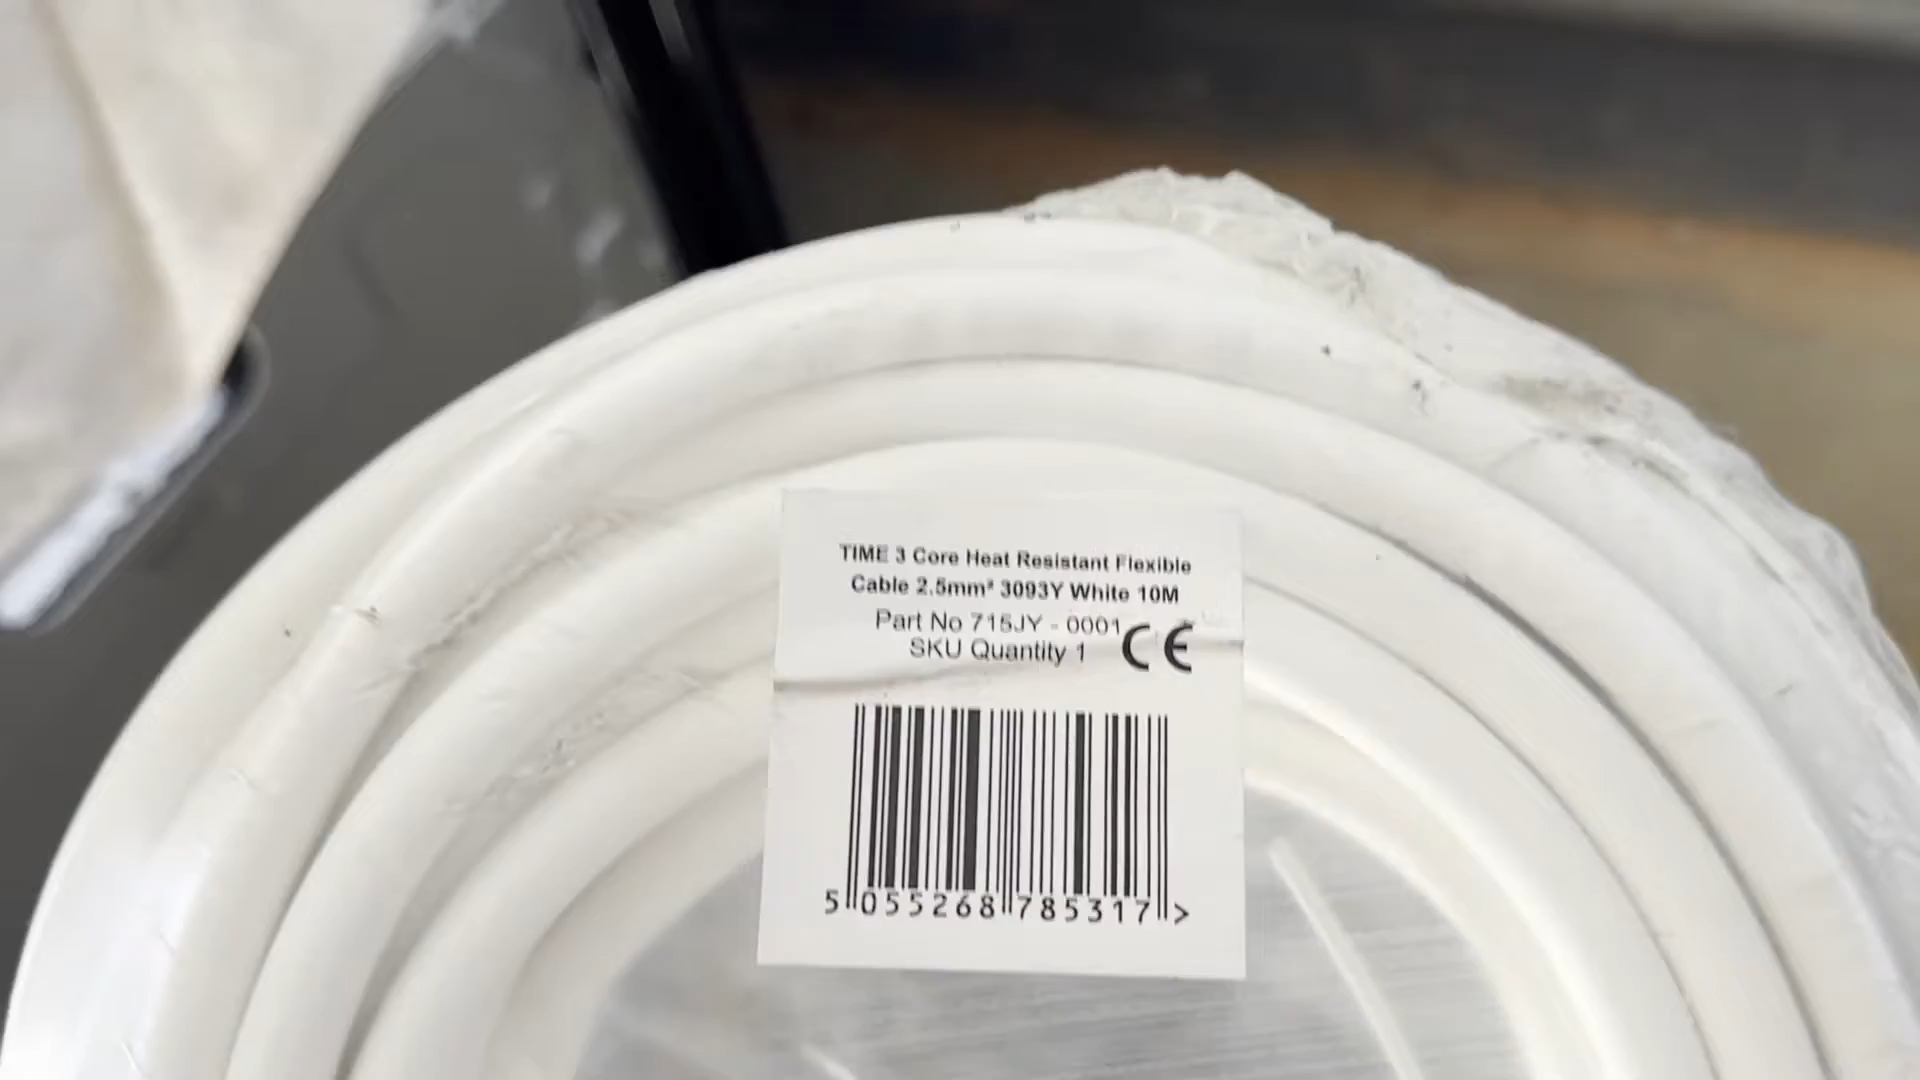 TIME 3 Core Heat Resistant Flexible
Cable 2.5mm² 3093Y White 10M
Part No 715JY - 0001
SKU Quantity 1 CE
5 055268 785317 >